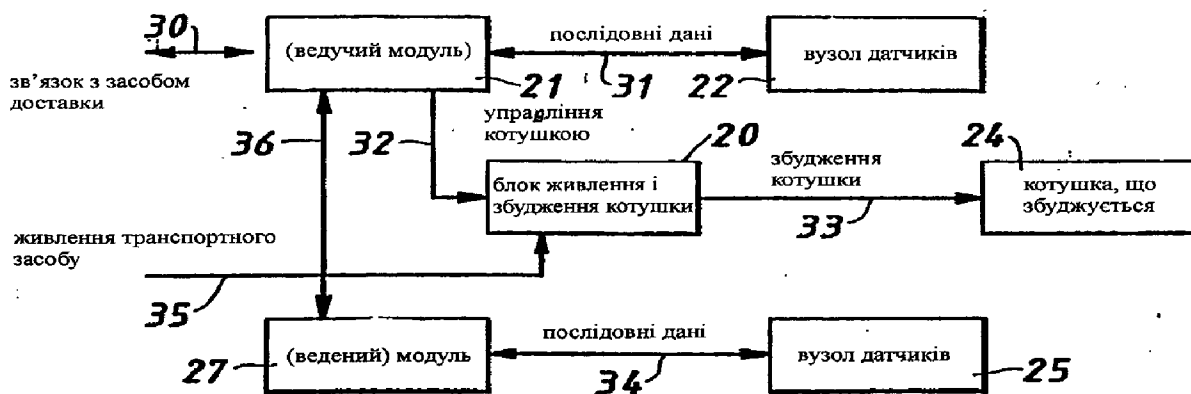 30
(ведучий модуль)
послідовні дані
вузол датчиків
зв’язок з засобом
доставки
21
31
22
36
32
управління
котушкою
20
24
блок живлення і
збудження котушки
збудження
котушки
котушка, що
збуджується
33
живлення транспортного
засобу
35
(ведений) модуль
послідовні дані
вузол датчиків
27
34
25